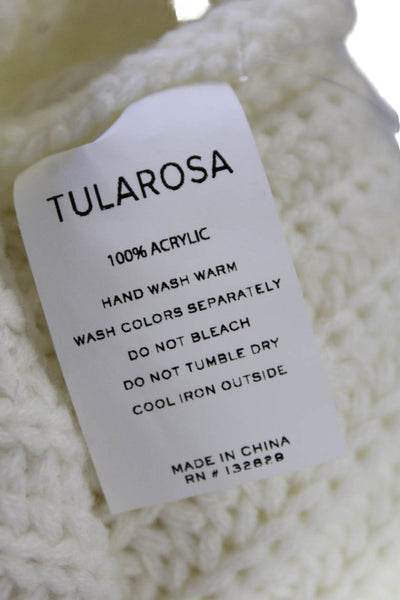 TULAROSA
100% ACRYLIC
HAND WASH WARM
WASH COLORS SEPARATELY
DO NOT BLEACH
DO NOT TUMBLE DRY
COOL IRON OUTSIDE
MADE IN CHINA
RN # 132828